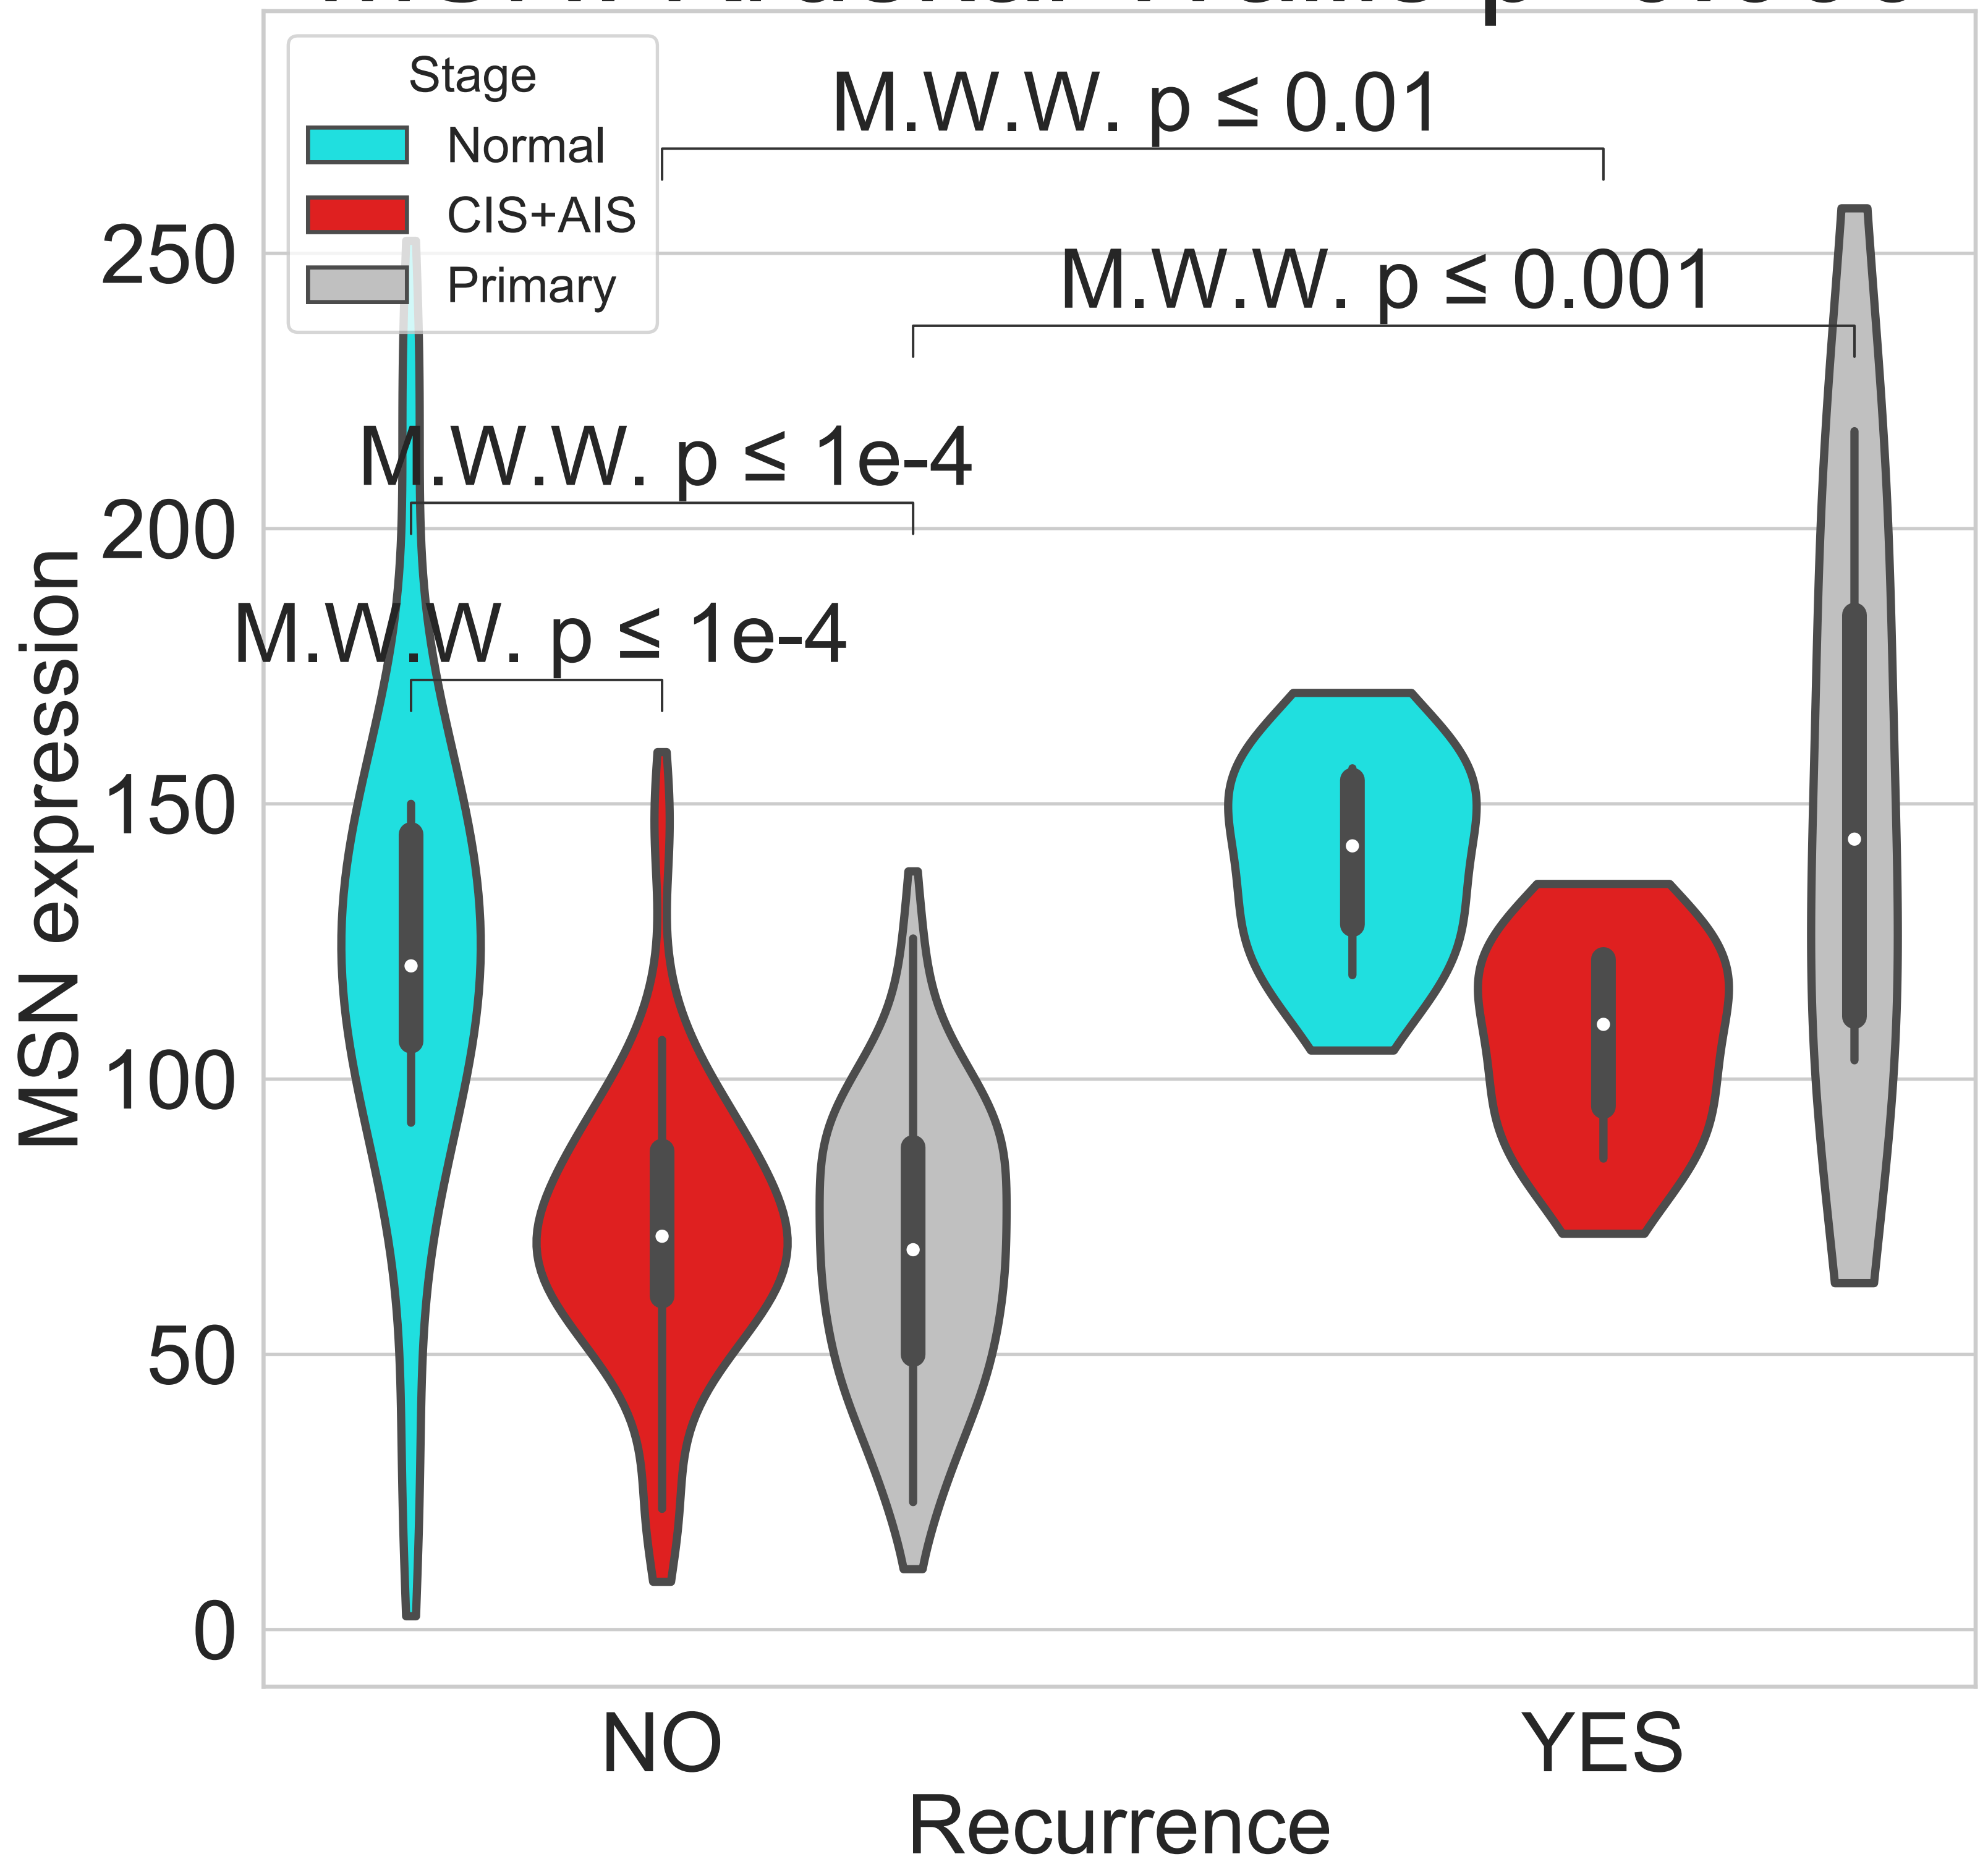 Stage
Normal
CIS+AIS
Primary
M.W.W. p ≤ 0.01
M.W.W. p ≤ 0.001
M.W.W. p ≤ 1e-4
M.W.W. p ≤ 1e-4
MSN expression
250
200
150
100
50
0
NO
YES
Recurrence